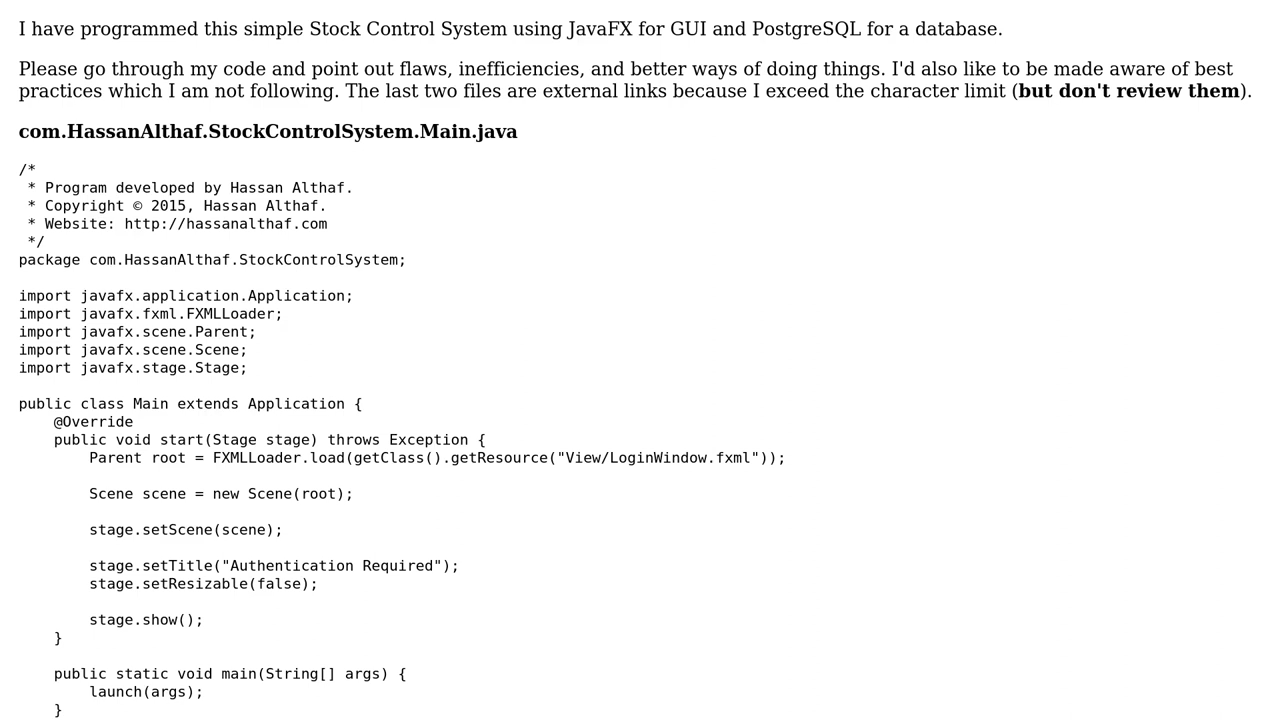 I have programmed this simple Stock Control System using JavaFX for GUI and PostgreSQL for a database.
Please go through my code and point out flaws, inefficiencies, and better ways of doing things. I'd also like to be made aware of best
practices which I am not following. The last two files are external links because I exceed the character limit (but don't review them).
com.HassanAlthaf.StockControlSystem.Main.java
/*
 * Program developed by Hassan Althaf.
 * Copyright © 2015, Hassan Althaf.
 * Website: http://hassanalthaf.com
 */
package com.HassanAlthaf.StockControlSystem;

import javafx.application.Application;
import javafx.fxml.FXMLLoader;
import javafx.scene.Parent;
import javafx.scene.Scene;
import javafx.stage.Stage;

public class Main extends Application {
    @Override
    public void start(Stage stage) throws Exception {
        Parent root = FXMLLoader.load(getClass().getResource("View/LoginWindow.fxml"));

        Scene scene = new Scene(root);

        stage.setScene(scene);

        stage.setTitle("Authentication Required");
        stage.setResizable(false);

        stage.show();
    }

    public static void main(String[] args) {
        launch(args);
    }